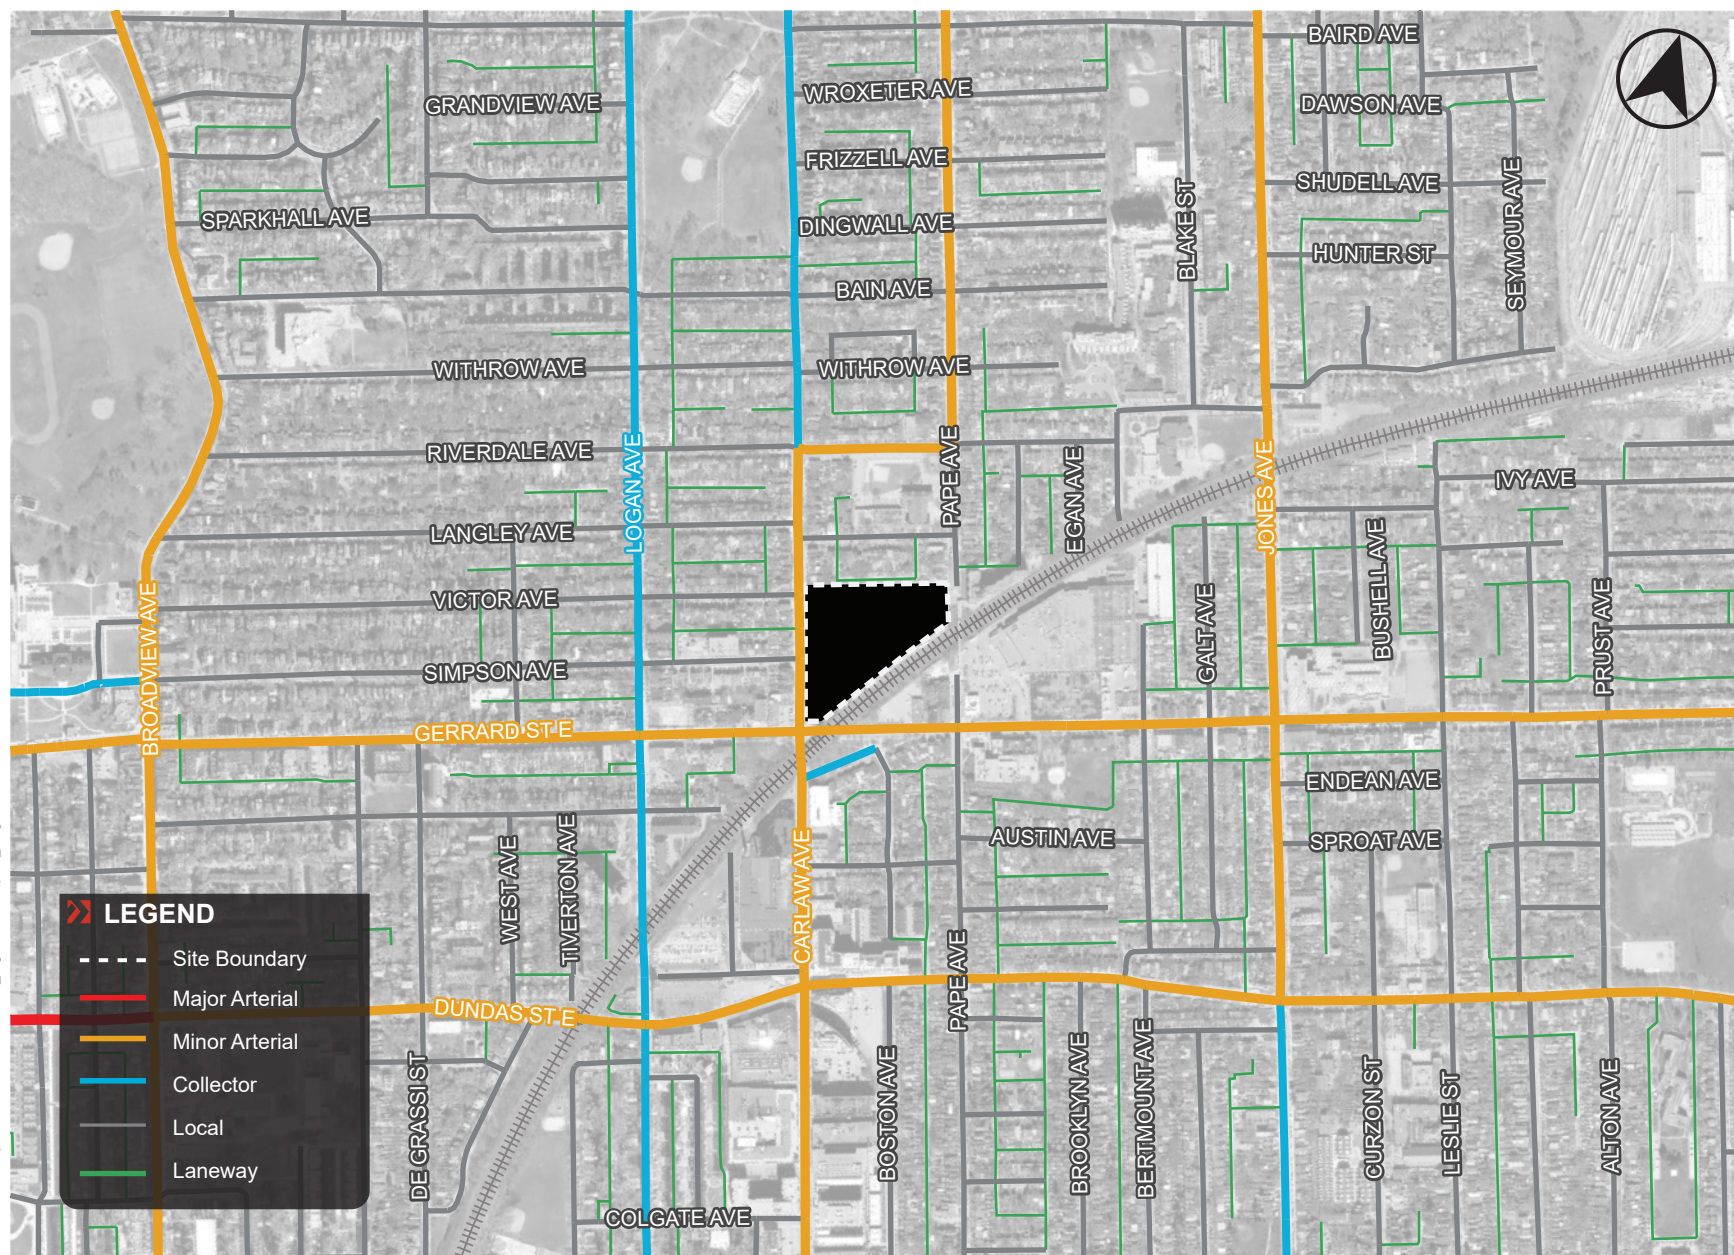 BAIRD AVE
GRANDVIEW AVE
WROXETER AVE
DAWSON AVE
FRIZZELL AVE
SHUDELL AVE
SPARKHALL AVE
DINGWALL AVE
BLAKE ST
SEYMOUR AVE
HUNTER ST
BAIN AVE
WITHROW AVE
WITHROW AVE
RIVERDALE AVE
LOGAN AVE
PAPE AVE
EGAN AVE
JONES AVE
IVY AVE
LANGLEY AVE
BUSHELL AVE
VICTOR AVE
BROADVIEW AVE
GALT AVE
PRUST AVE
SIMPSON AVE
GERRARD ST E
ENDEAN AVE
AUSTIN AVE
SPROAT AVE
WEST AVE
TIVERTON AVE
CARLAW AVE
PAPE AVE
DUNDAS ST E
DE GRASSI ST
BOSTON AVE
BROOKLYN AVE
BERTMOUNT AVE
CURZON ST
LESLIE ST
ALTON AVE
COLGATE AVE
LEGEND
Site Boundary
Major Arterial
Minor Arterial
Collector
Local
Laneway